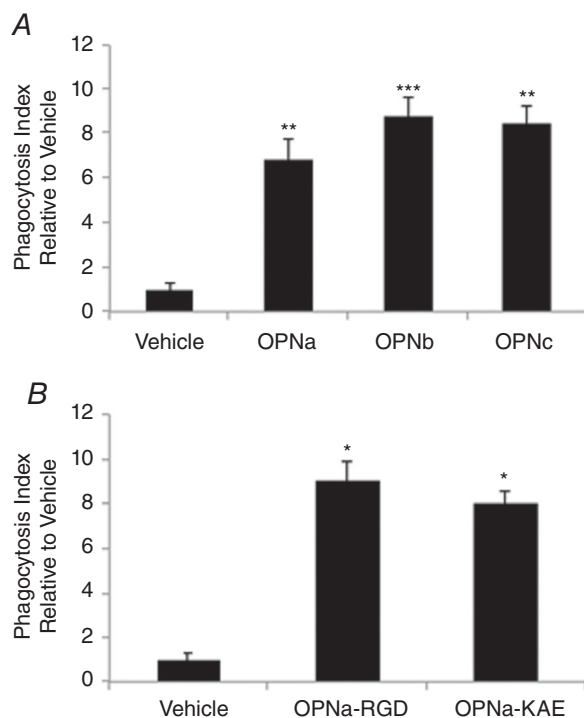 A
12
10
8
6
4
2
0
Phagocytosis Index
Relative to Vehicle
**
***
**
Vehicle OPNa OPNb OPNc
B
12
10
8
6
4
2
0
Phagocytosis Index
Relative to Vehicle
*
*
Vehicle OPNa-RGD OPNa-KAE